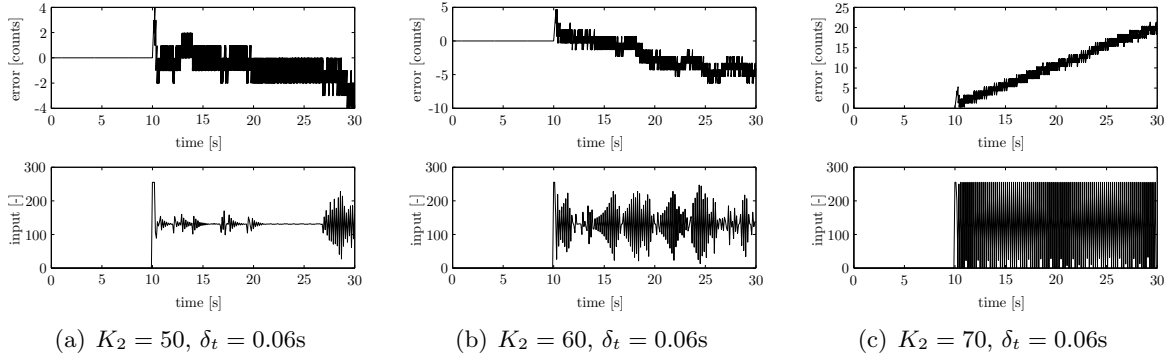 4
2
0
-2
-4
error [counts]
0 5 10 15 20 25 30
time [s]
5
0
-5
-10
error [counts]
0 5 10 15 20 25 30
time [s]
25
20
15
10
5
0
error [counts]
0 5 10 15 20 25 30
time [s]
300
200
100
0
input [-]
0 5 10 15 20 25 30
time [s]
300
200
100
0
input [-]
0 5 10 15 20 25 30
time [s]
300
200
100
0
input [-]
0 5 10 15 20 25 30
time [s]
(a) K₂ = 50, δₜ = 0.06s
(b) K₂ = 60, δₜ = 0.06s
(c) K₂ = 70, δₜ = 0.06s